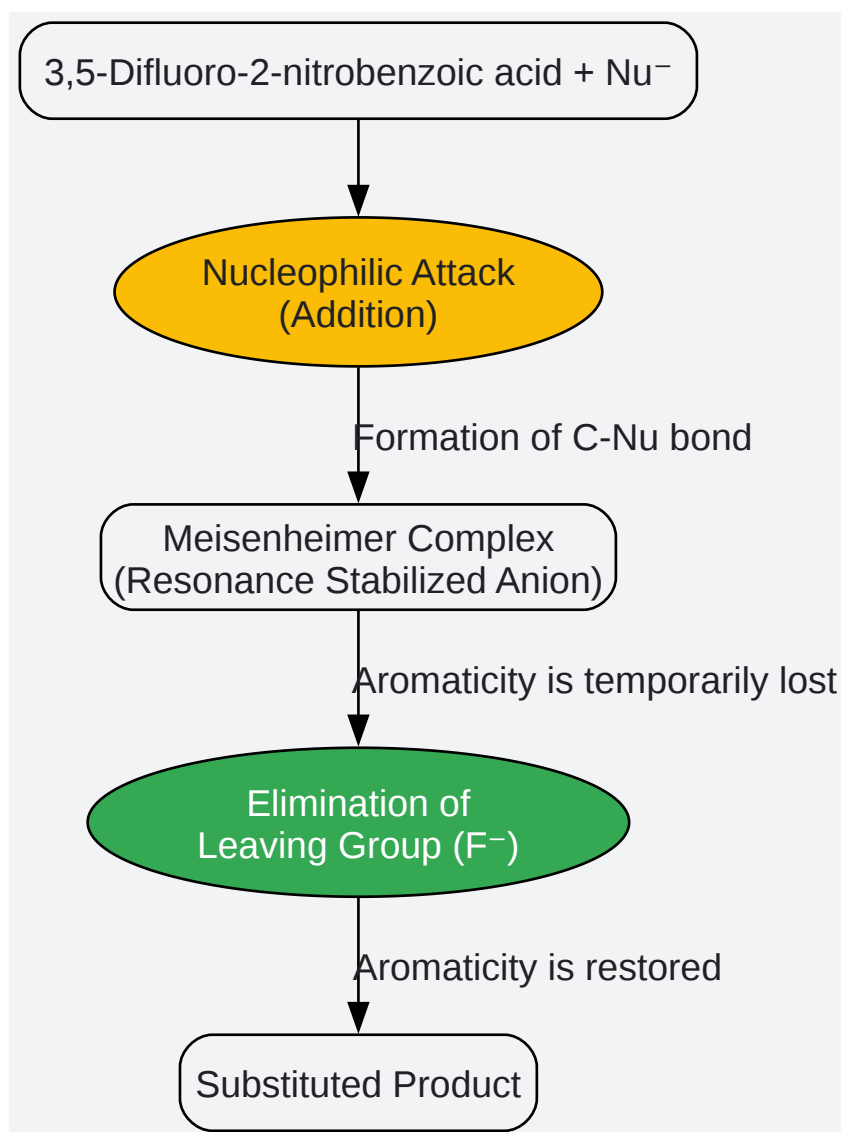 3,5-Difluoro-2-nitrobenzoic acid + Nu⁻
Nucleophilic Attack
(Addition)
Formation of C-Nu bond
Meisenheimer Complex
(Resonance Stabilized Anion)
Aromaticity is temporarily lost
Elimination of
Leaving Group (F⁻)
Aromaticity is restored
Substituted Product